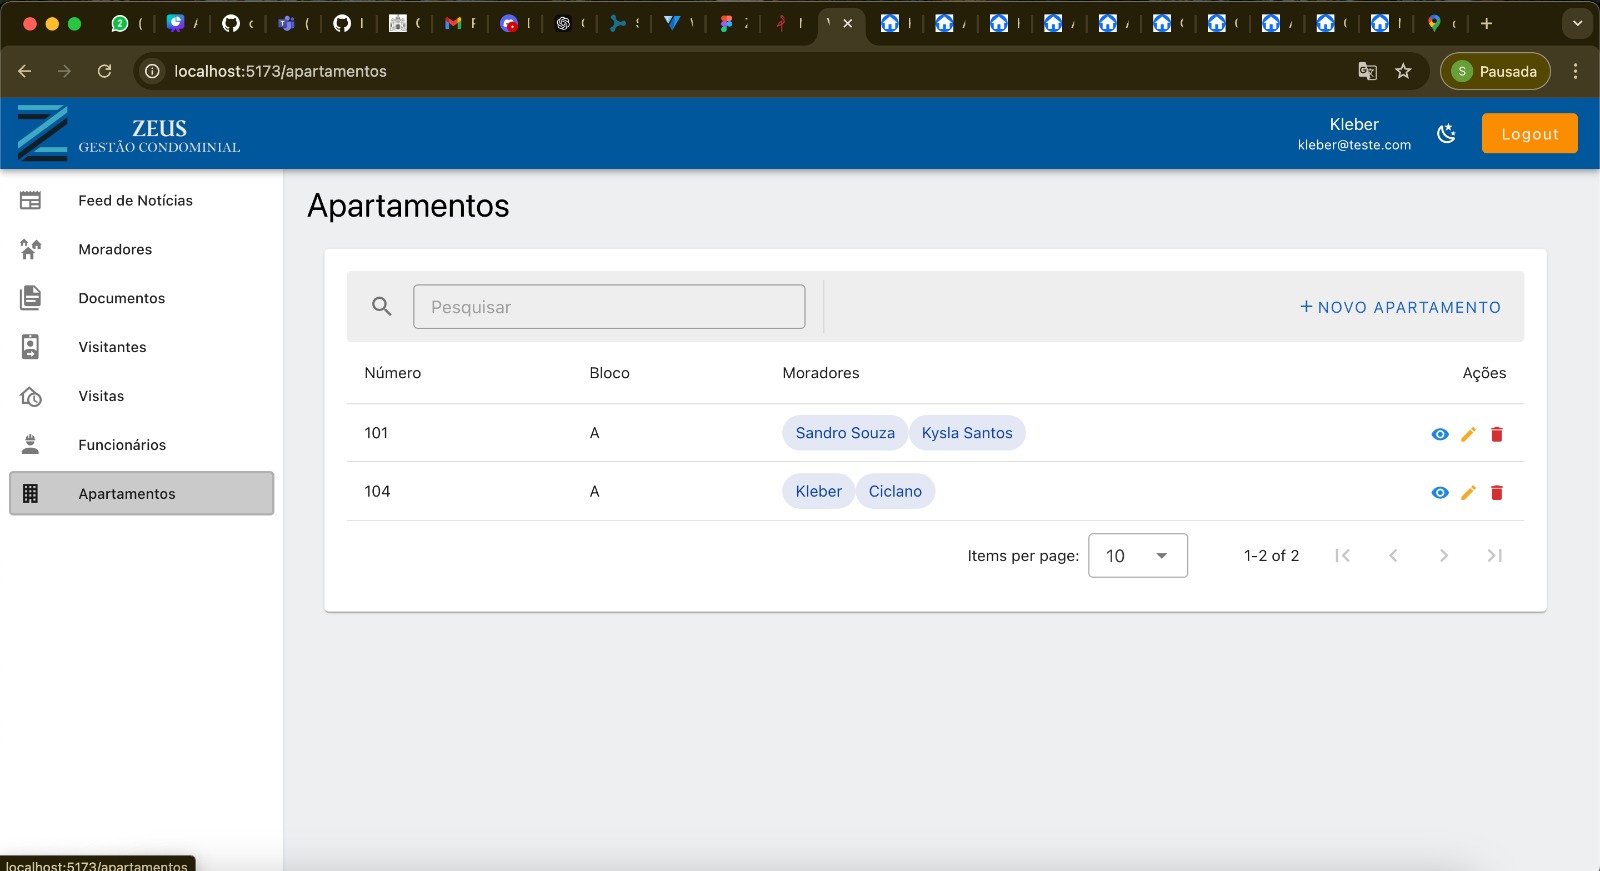 localhost:5173/apartamentos
S Pausada
ZEUS
GESTÃO CONDOMINIAL
Kleber
kleber@teste.com
Logout
Feed de Notícias
Moradores
Documentos
Visitantes
Visitas
Funcionários
Apartamentos
Apartamentos
Pesquisar
+ NOVO APARTAMENTO
Número Bloco Moradores Ações
101 A Sandro Souza Kysla Santos
104 A Kleber Ciclano
Items per page: 10 1-2 of 2
localhost:5173/apartamentos